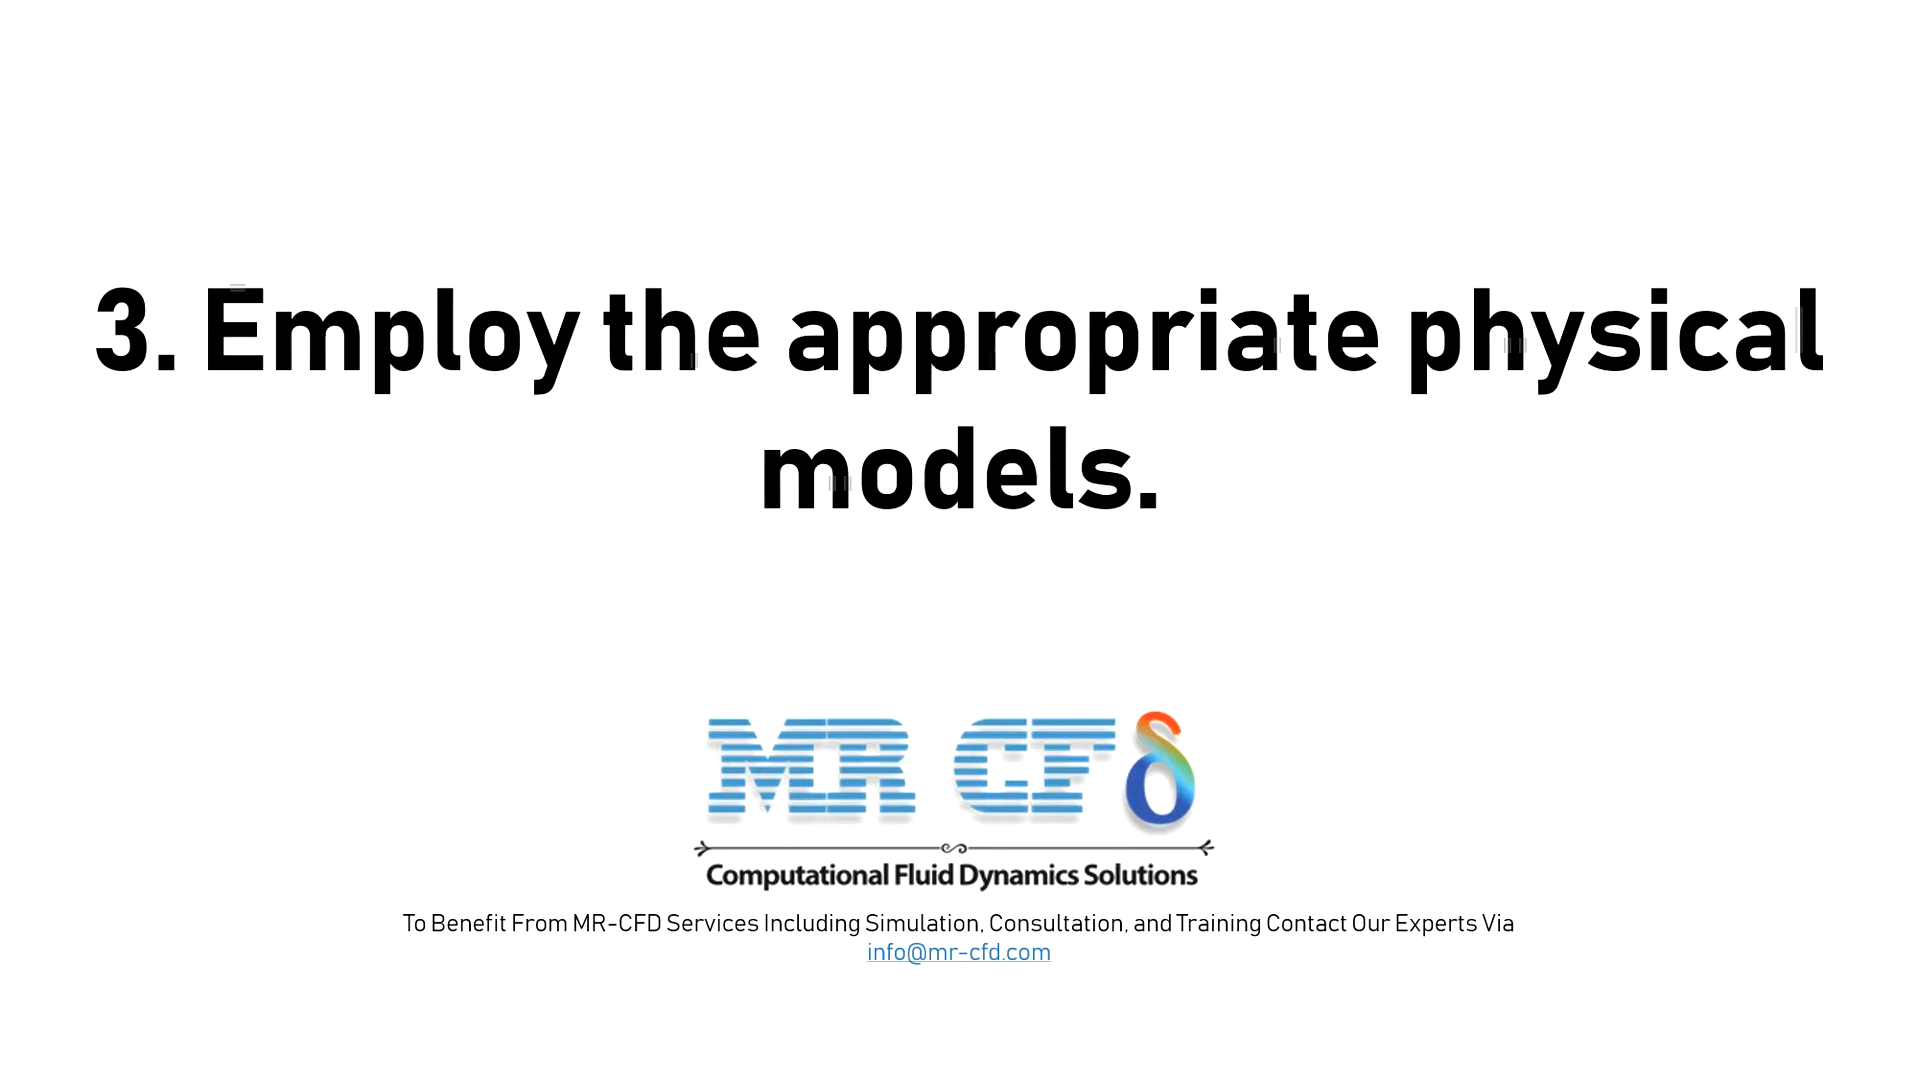 3. Employ the appropriate physical
models.
MR CFδ
Computational Fluid Dynamics Solutions
To Benefit From MR-CFD Services Including Simulation, Consultation, and Training Contact Our Experts Via
info@mr-cfd.com